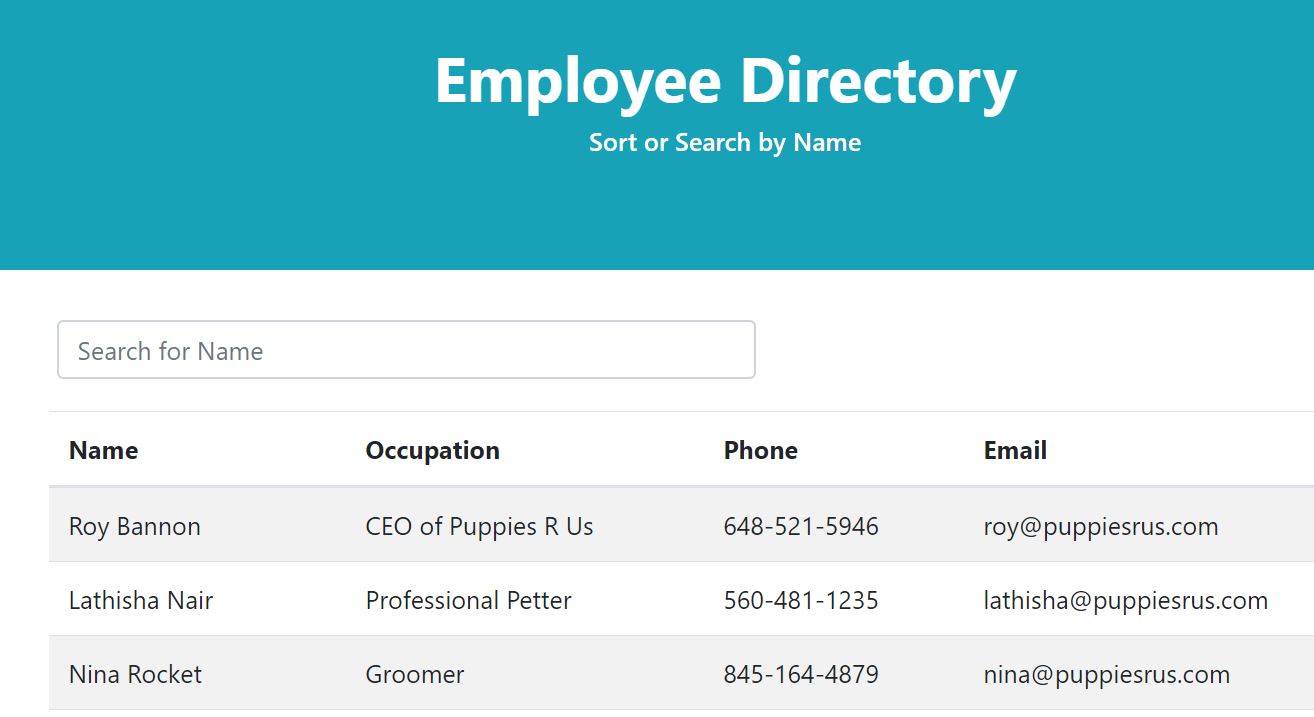 Employee Directory
Sort or Search by Name
Search for Name
Name Occupation Phone Email
Roy Bannon CEO of Puppies R Us 648-521-5946 roy@puppiesrus.com
Lathisha Nair Professional Petter 560-481-1235 lathisha@puppiesrus.com
Nina Rocket Groomer 845-164-4879 nina@puppiesrus.com